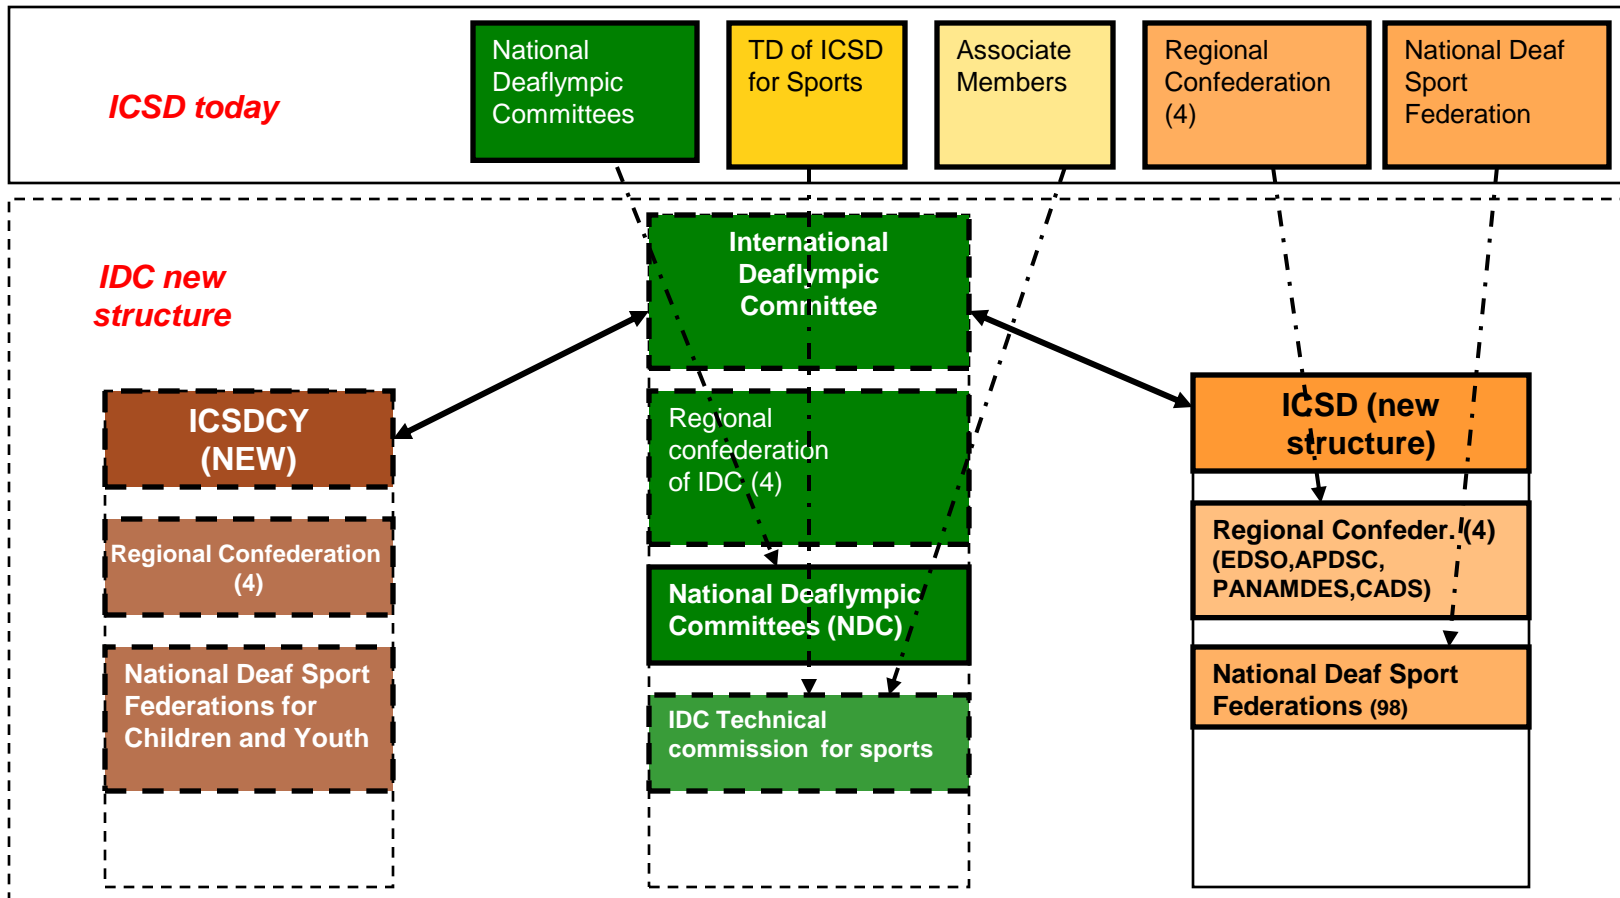 ICSD today
National
Deaflympic
Committees
TD of ICSD
for Sports
Associate
Members
Regional
Confederation
(4)
National Deaf
Sport
Federation
IDC new
structure
International
Deaflympic
Committee
ICSDCY
(NEW)
Regional Confederation
(4)
National Deaf Sport
Federations for
Children and Youth
Regional
confederation
of IDC (4)
National Deaflympic
Committees (NDC)
IDC Technical
commission for sports
ICSD (new
structure)
Regional Confeder. (4)
(EDSO,APDSC,
PANAMDES,CADS)
National Deaf Sport
Federations (98)